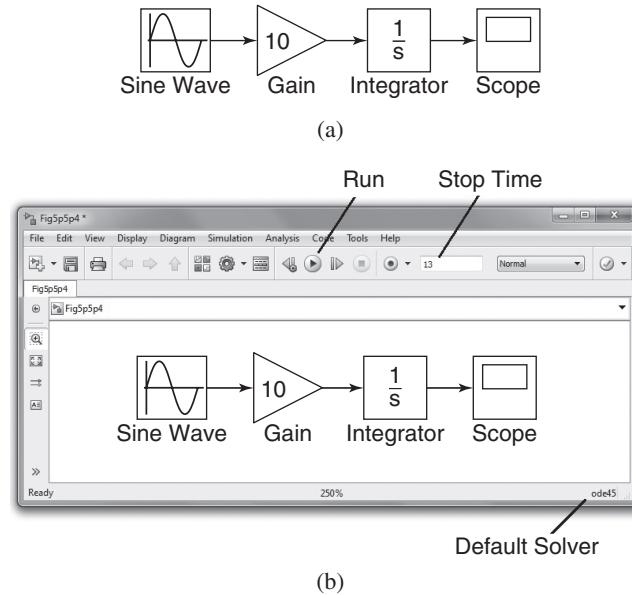 10
1
s
Sine Wave Gain Integrator Scope
(a)
Run Stop Time
Fig5p5p4 *
File Edit View Display Diagram Simulation Analysis Code Tools Help
13 Normal
Fig5p5p4
Fig5p5p4
10
1
s
Sine Wave Gain Integrator Scope
Ready 250% ode45
Default Solver
(b)